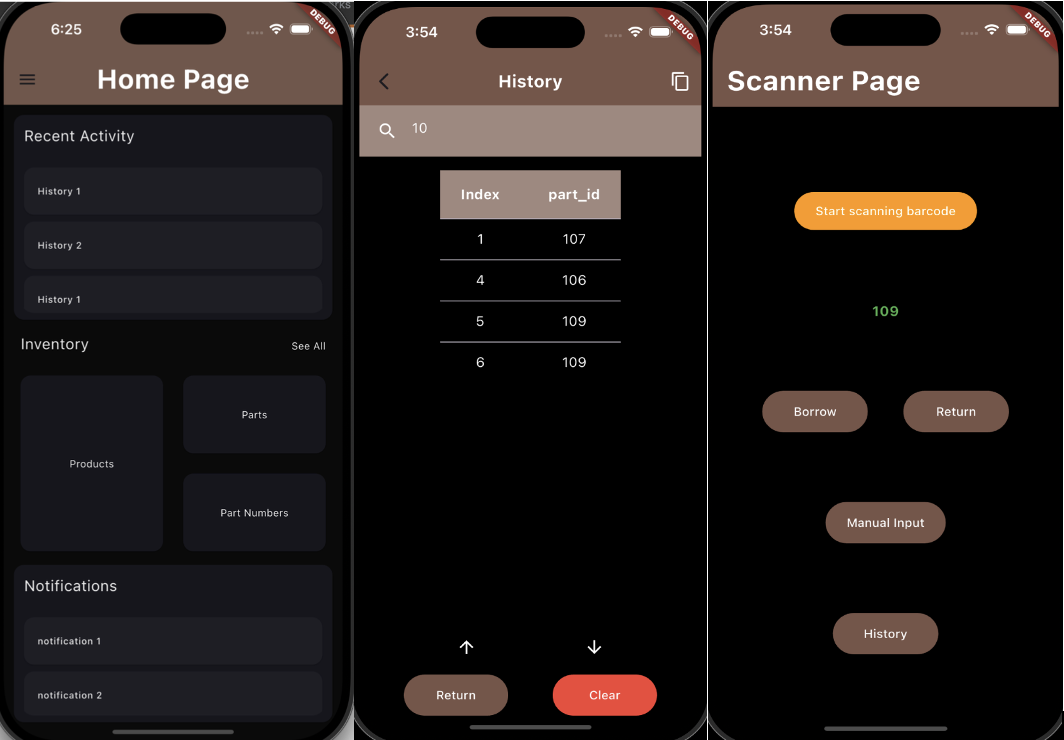 6:25
DEBUG
Home Page
Recent Activity
History 1
History 2
History 1
Inventory
See All
Products
Parts
Part Numbers
Notifications
notification 1
notification 2
rks
3:54
DEBUG
History
10
Index part_id
1 107
4 106
5 109
6 109
Return Clear
3:54
DEBUG
Scanner Page
Start scanning barcode
109
Borrow Return
Manual Input
History